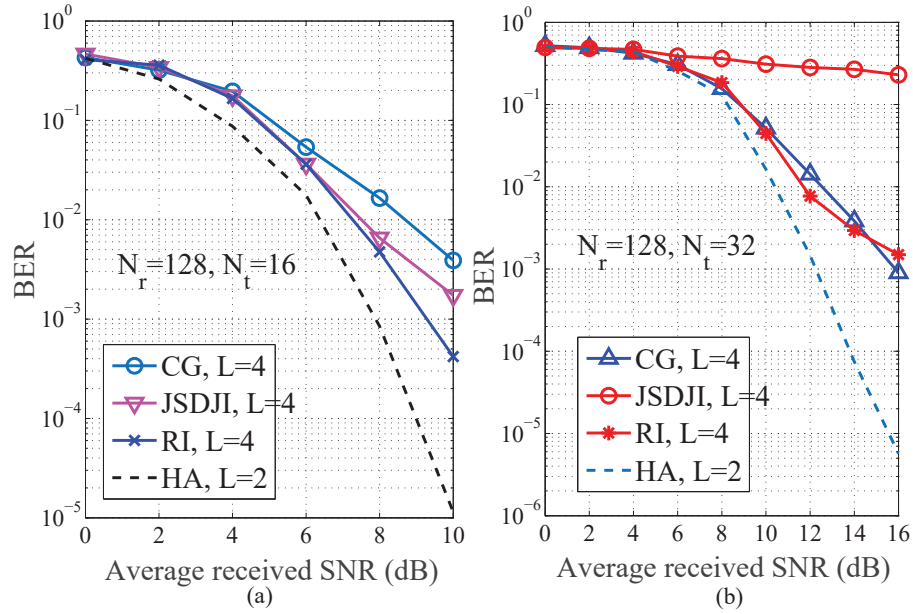 10^0
10^-1
10^-2
10^-3
10^-4
10^-5
BER
0 2 4 6 8 10
Average received SNR (dB)
(a)
N_r=128, N_t=16
CG, L=4
JSDJI, L=4
RI, L=4
HA, L=2
10^0
10^-1
10^-2
10^-3
10^-4
10^-5
10^-6
BER
0 2 4 6 8 10 12 14 16
Average received SNR (dB)
(b)
N_r=128, N_t=32
CG, L=4
JSDJI, L=4
RI, L=4
HA, L=2